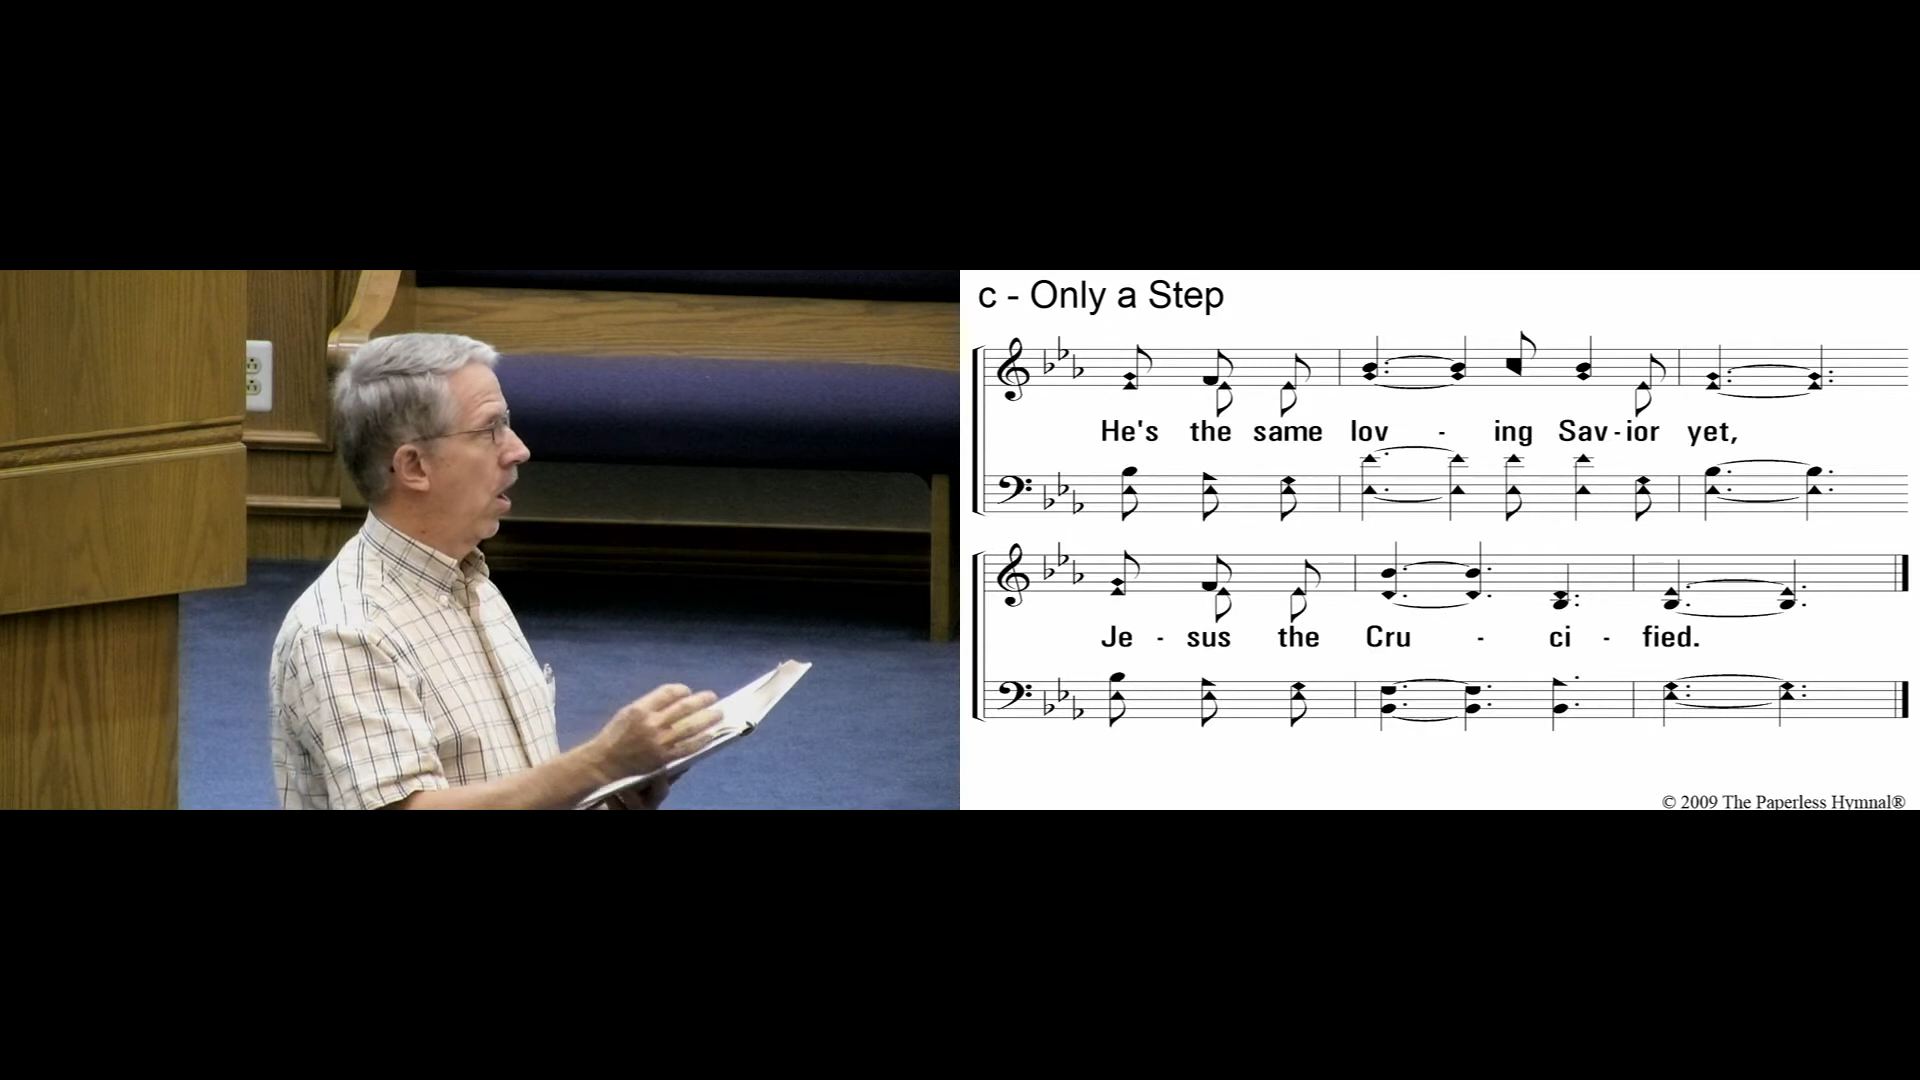 c - Only a Step
He's the same lov - ing Sav - ior yet,
Je - sus the Cru - ci - fied.
© 2009 The Paperless Hymnal®